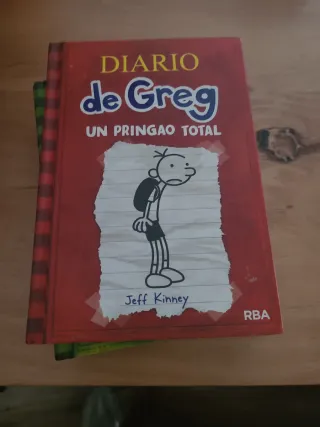 DIARIO
de Greg
UN PRINGAO TOTAL
Jeff Kinney
RBA